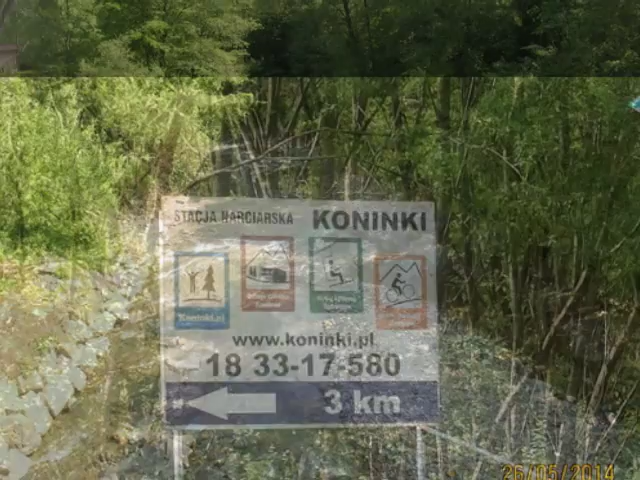 STACJA NARCIARSKA KONINKI
Koninki.pl
www.koninki.pl
18 33-17-580
3 km
26/05/2014